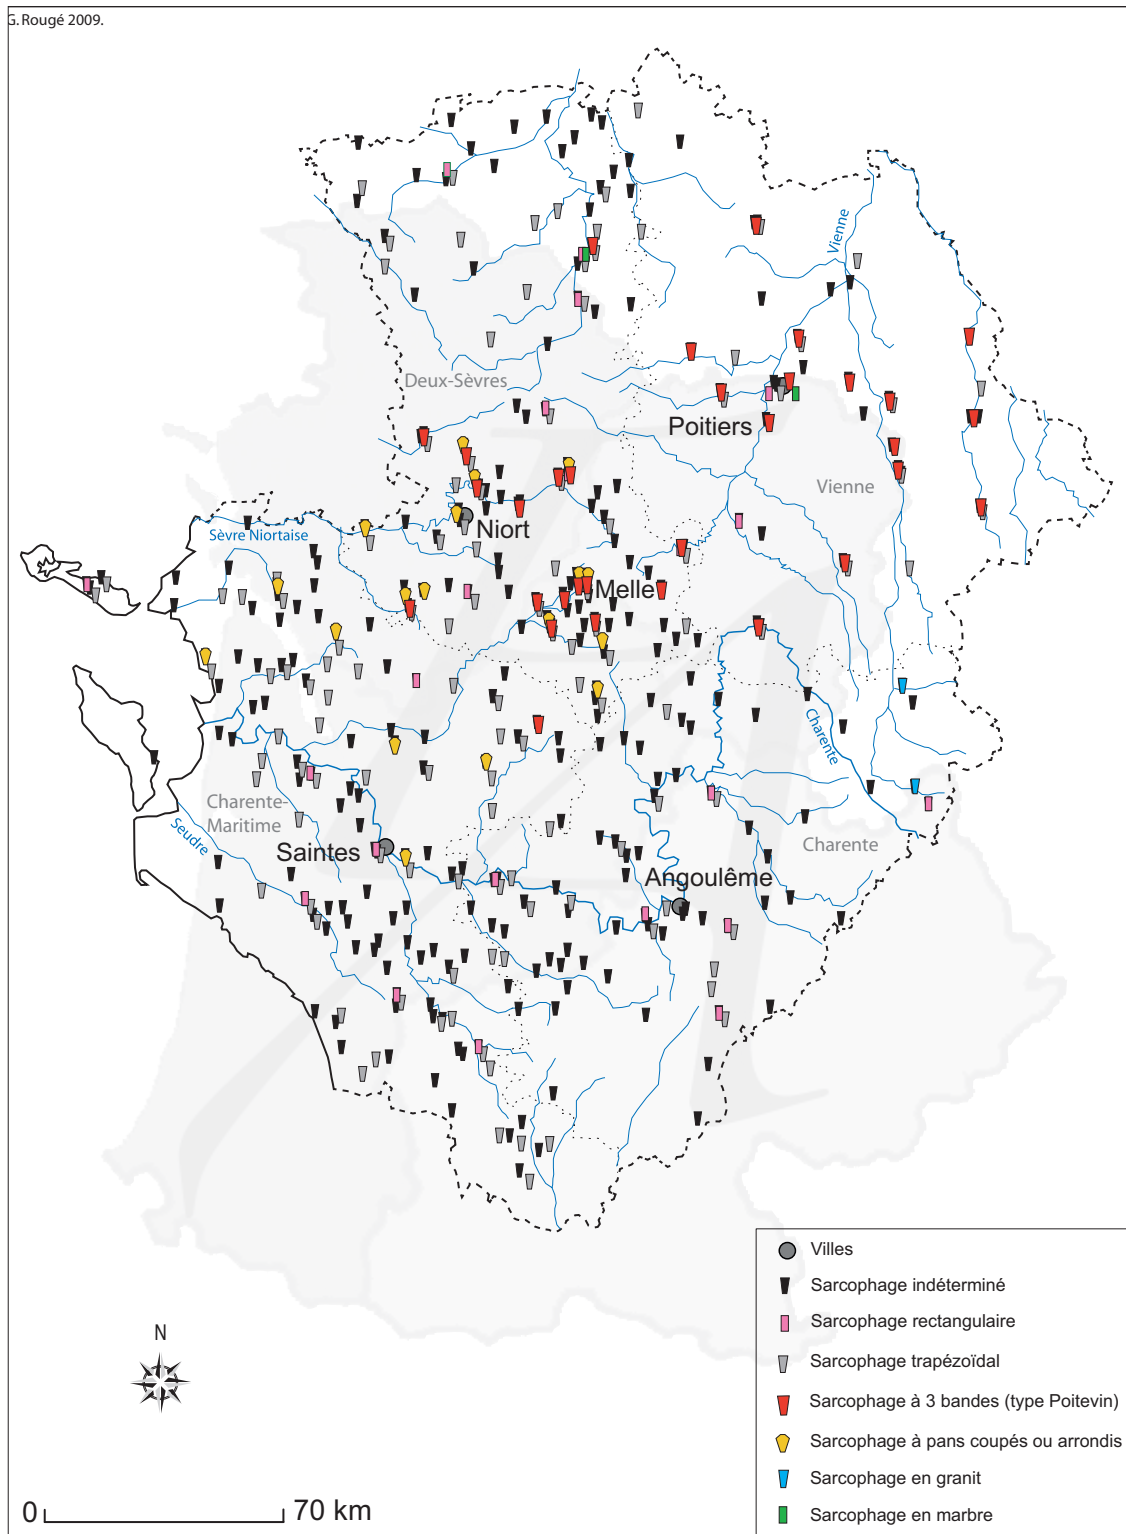 G. Rougé 2009.
Vienne
Deux-Sèvres
Poitiers
Vienne
Niort
Sèvre Niortaise
Melle
Charente
Charente-
Maritime
Seudre
Saintes
Charente
Angoulême
Villes
Sarcophage indéterminé
Sarcophage rectangulaire
Sarcophage trapézoïdal
Sarcophage à 3 bandes (type Poitevin)
Sarcophage à pans coupés ou arrondis
Sarcophage en granit
Sarcophage en marbre
N
0 70 km